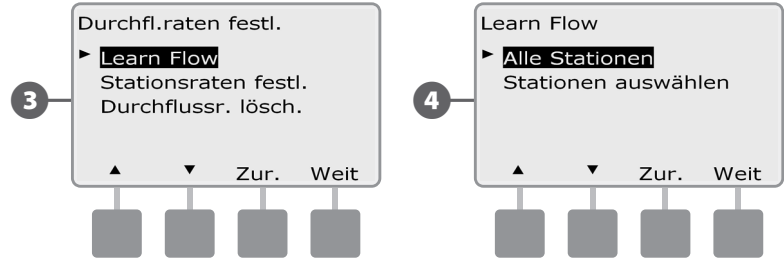 3
Durchfl.raten festl.
► Learn Flow
Stationsraten festl.
Durchflussr. lösch.
▲ ▼ Zur. Weit
4
Learn Flow
► Alle Stationen
Stationen auswählen
▲ ▼ Zur. Weit